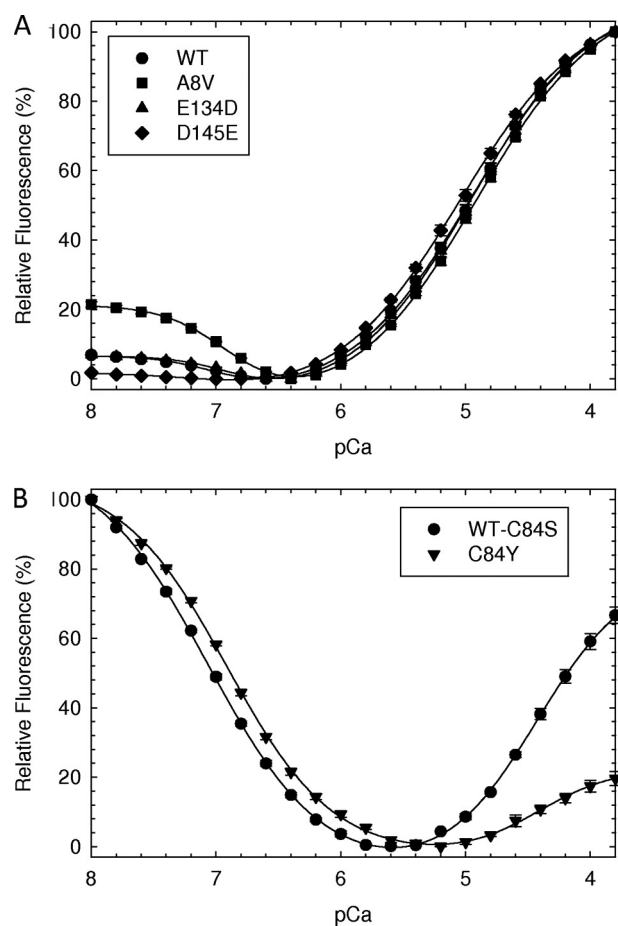 A
100
80
60
40
20
0
Relative Fluorescence (%)
WT
A8V
E134D
D145E
8 7 6 5 4
pCa
B
100
80
60
40
20
0
Relative Fluorescence (%)
WT-C84S
C84Y
8 7 6 5 4
pCa